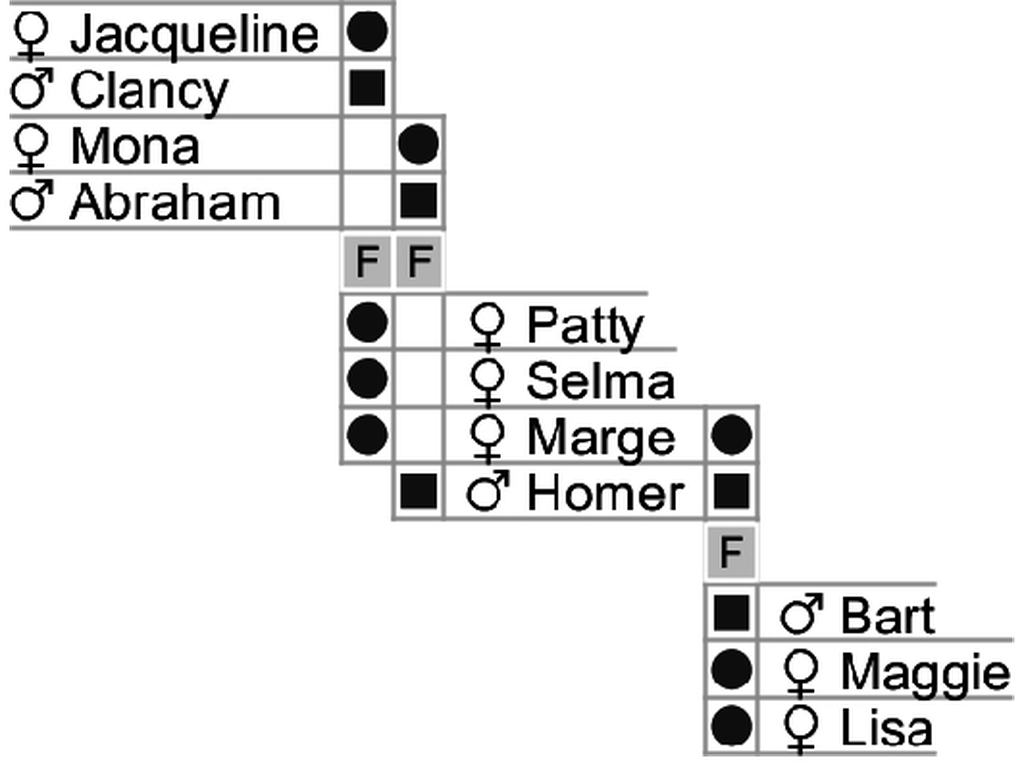 ♀ Jacqueline
♂ Clancy
♀ Mona
♂ Abraham
F F
♀ Patty
♀ Selma
♀ Marge
♂ Homer
F
♂ Bart
♀ Maggie
♀ Lisa